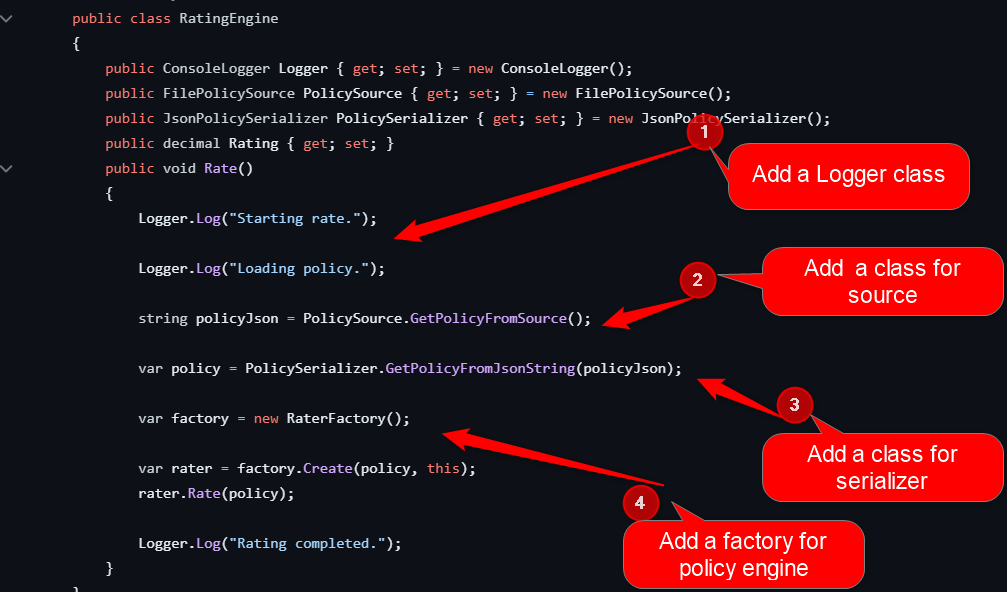 public class RatingEngine
{
public ConsoleLogger Logger { get; set; } = new ConsoleLogger();
public FilePolicySource PolicySource { get; set; } = new FilePolicySource();
public JsonPolicySerializer PolicySerializer { get; set; } = new JsonPolicySerializer();
1
public decimal Rating { get; set; }
public void Rate()
Add a Logger class
{
Logger.Log("Starting rate.");
Logger.Log("Loading policy.");
2
Add a class for
source
string policyJson = PolicySource.GetPolicyFromSource();
var policy = PolicySerializer.GetPolicyFromJsonString(policyJson);
3
var factory = new RaterFactory();
Add a class for
serializer
var rater = factory.Create(policy, this);
rater.Rate(policy);
4
Add a factory for
policy engine
Logger.Log("Rating completed.");
}
}